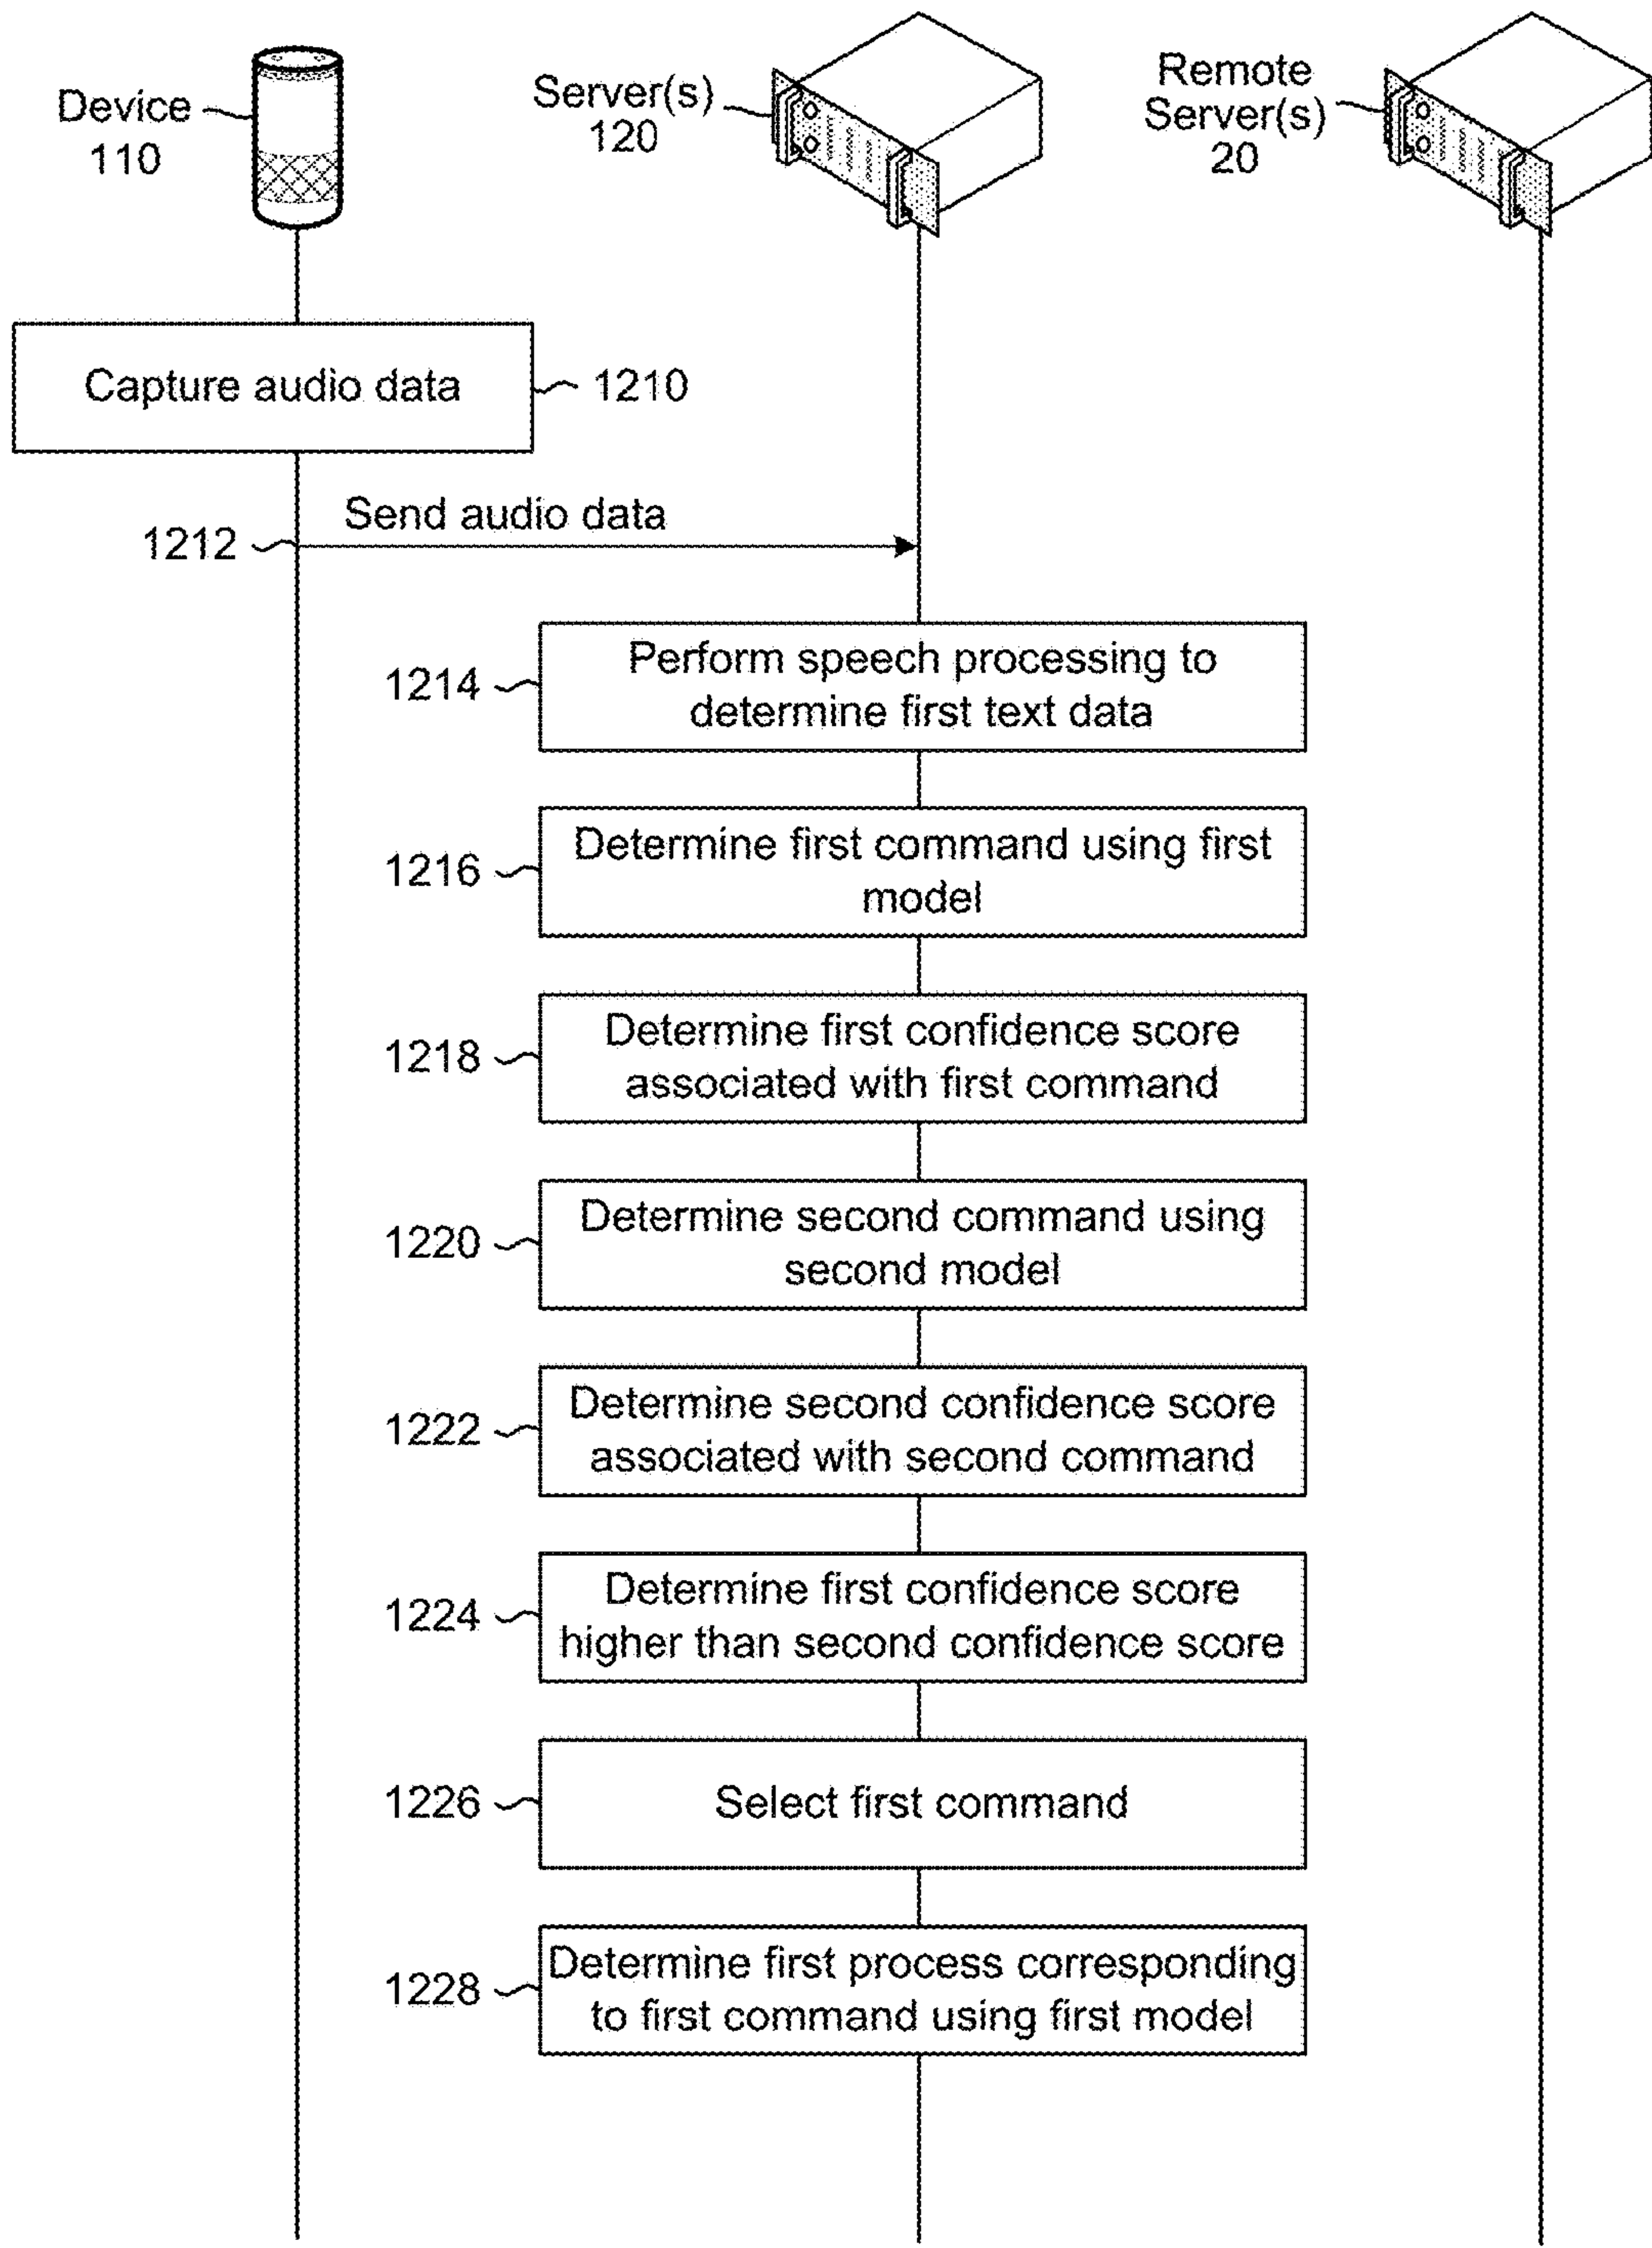 Device
110
Server(s)
120
Remote
Server(s)
20
Capture audio data
1210
Send audio data
1212
1214
Perform speech processing to
determine first text data
1216
Determine first command using first
model
1218
Determine first confidence score
associated with first command
1220
Determine second command using
second model
1222
Determine second confidence score
associated with second command
1224
Determine first confidence score
higher than second confidence score
1226
Select first command
1228
Determine first process corresponding
to first command using first model